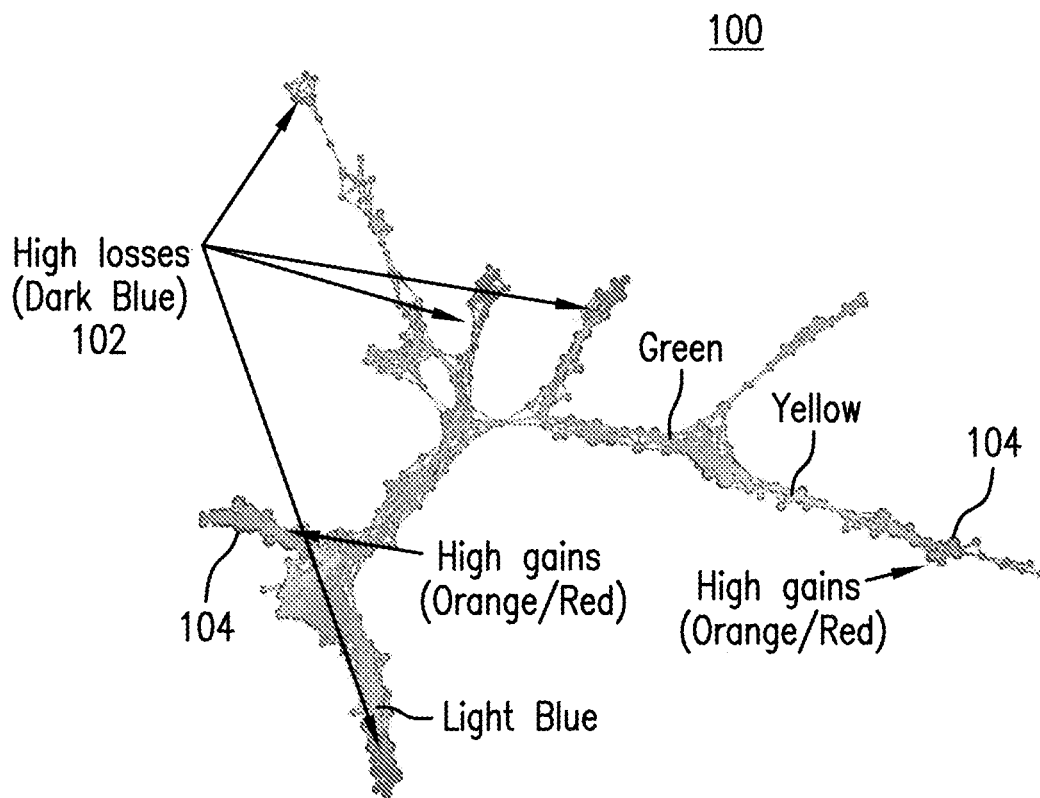 100
High losses
(Dark Blue)
102
Green
Yellow
104
High gains
(Orange/Red)
High gains
(Orange/Red)
104
Light Blue